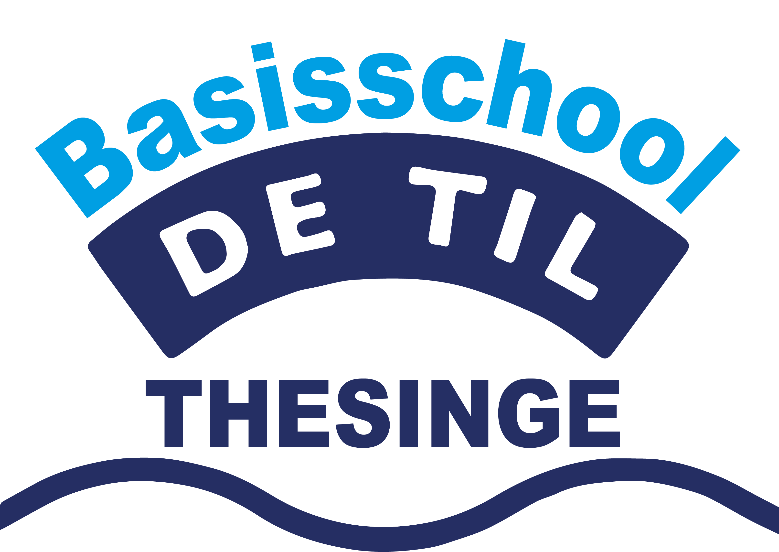 Basisschool
DE TIL
THESINGE